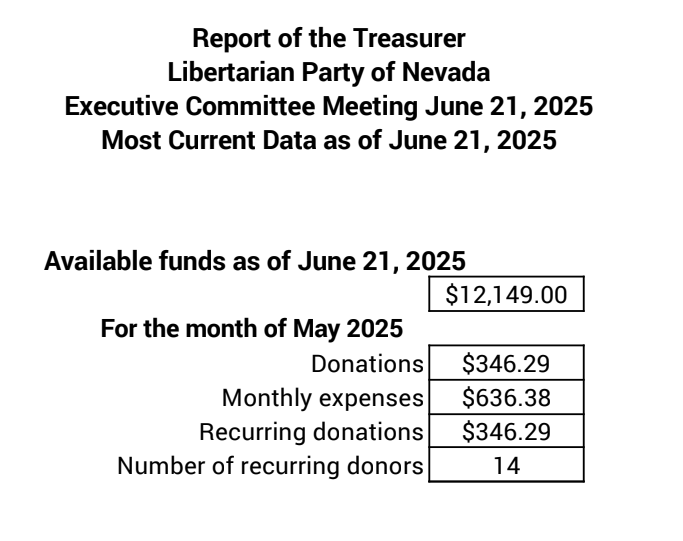 Report of the Treasurer
Libertarian Party of Nevada
Executive Committee Meeting June 21, 2025
Most Current Data as of June 21, 2025
Available funds as of June 21, 2025
$12,149.00
For the month of May 2025
Donations $346.29
Monthly expenses $636.38
Recurring donations $346.29
Number of recurring donors 14